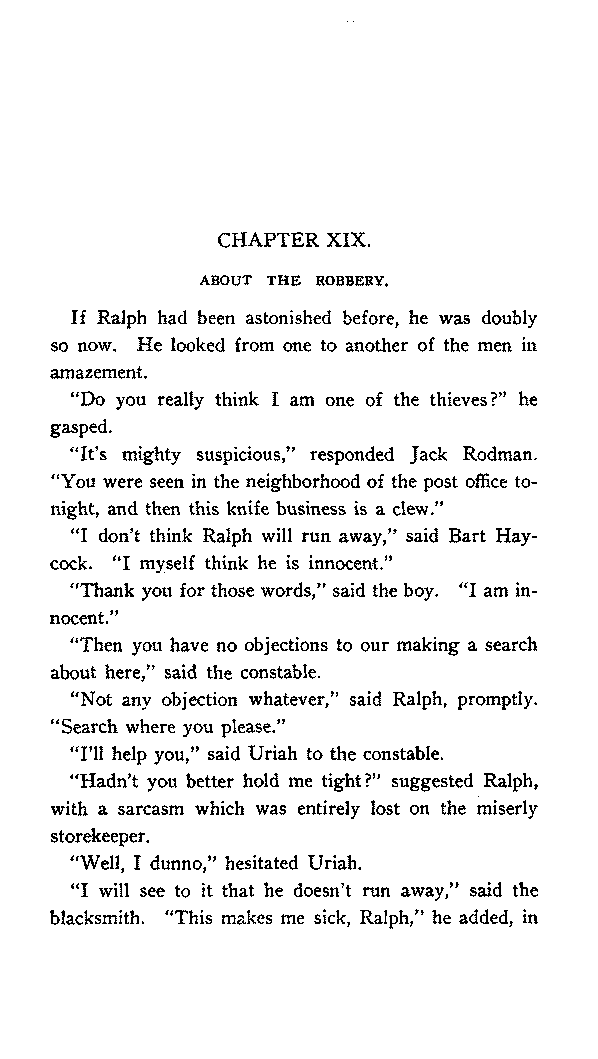 CHAPTER XIX.
ABOUT THE ROBBERY.
If Ralph had been astonished before, he was doubly
so now. He looked from one to another of the men in
amazement.
"Do you really think I am one of the thieves?" he
gasped.
"It's mighty suspicious," responded Jack Rodman.
"You were seen in the neighborhood of the post office to-
night, and then this knife business is a clew."
"I don't think Ralph will run away," said Bart Hay-
cock. "I myself think he is innocent."
"Thank you for those words," said the boy. "I am in-
nocent."
"Then you have no objections to our making a search
about here," said the constable.
"Not any objection whatever," said Ralph, promptly.
"Search where you please."
"I'll help you," said Uriah to the constable.
"Hadn't you better hold me tight?" suggested Ralph,
with a sarcasm which was entirely lost on the miserly
storekeeper.
"Well, I dunno," hesitated Uriah.
"I will see to it that he doesn't run away," said the
blacksmith. "This makes me sick, Ralph," he added, in